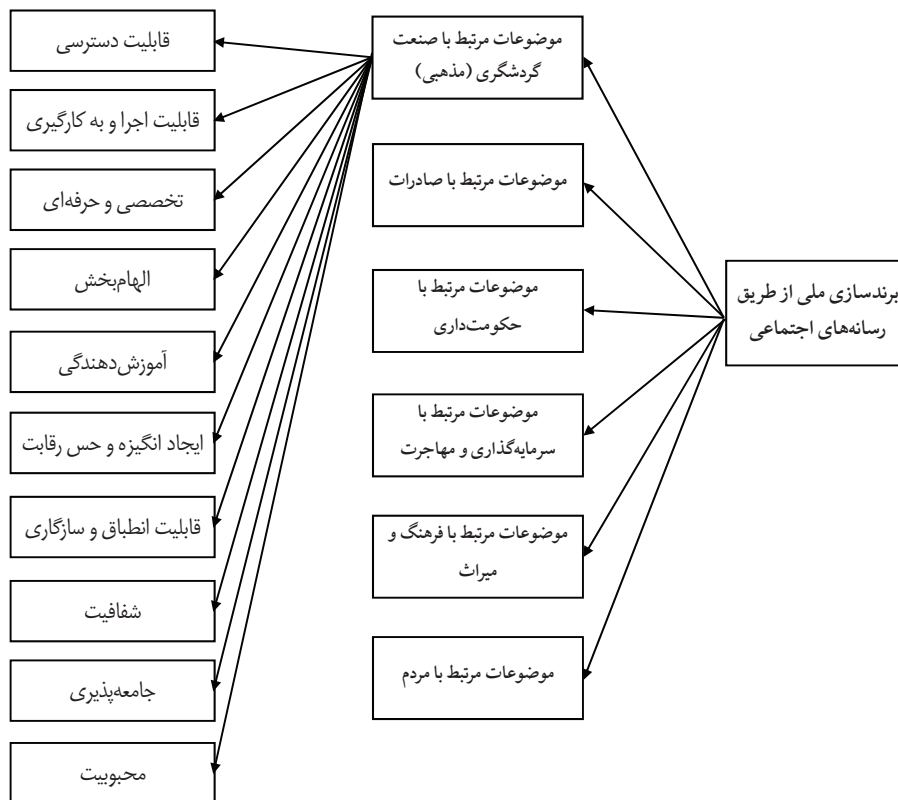 برندسازی ملی از طریق
رسانه‌های اجتماعی
موضوعات مرتبط با صنعت
گردشگری (مذهبی)
موضوعات مرتبط با صادرات
موضوعات مرتبط با
حکومت‌داری
موضوعات مرتبط با
سرمایه‌گذاری و مهاجرت
موضوعات مرتبط با فرهنگ و
میراث
موضوعات مرتبط با مردم
قابلیت دسترسی
قابلیت اجرا و به کارگیری
تخصصی و حرفه‌ای
الهام‌بخش
آموزش‌دهندگی
ایجاد انگیزه و حس رقابت
قابلیت انطباق و سازگاری
شفافیت
جامعه‌پذیری
محبوبیت